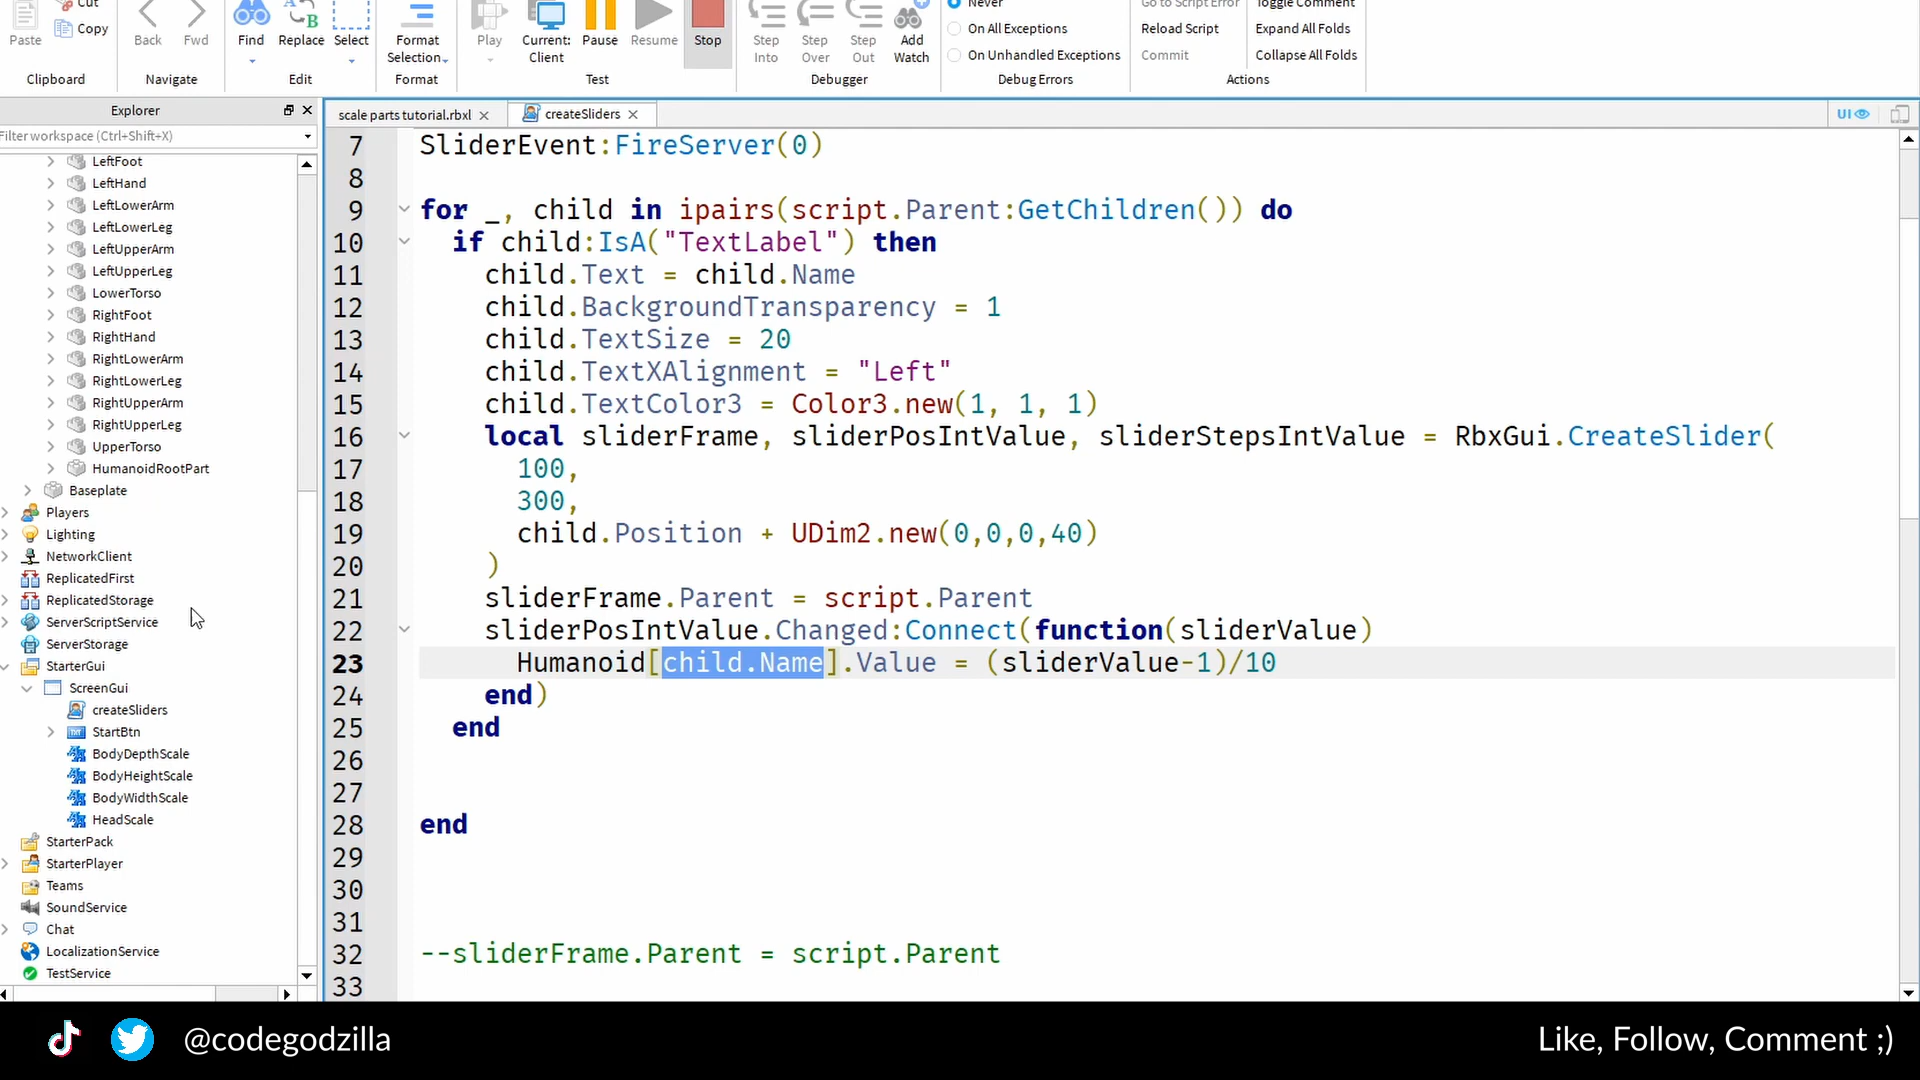 Cut
Paste
Copy
Clipboard
Back
Fwd
Navigate
Find
Replace
Select
Edit
Format
Selection
Format
Play
Current:
Client
Pause
Resume
Stop
Test
Step
Into
Step
Over
Step
Out
Add
Watch
Debugger
Never
On All Exceptions
On Unhandled Exceptions
Debug Errors
Go to Script Error
Reload Script
Commit
Toggle Comment
Expand All Folds
Collapse All Folds
Actions
Explorer
Filter workspace (Ctrl+Shift+X)
LeftFoot
LeftHand
LeftLowerArm
LeftLowerLeg
LeftUpperArm
LeftUpperLeg
LowerTorso
RightFoot
RightHand
RightLowerArm
RightLowerLeg
RightUpperArm
RightUpperLeg
UpperTorso
HumanoidRootPart
Baseplate
Players
Lighting
NetworkClient
ReplicatedFirst
ReplicatedStorage
ServerScriptService
ServerStorage
StarterGui
ScreenGui
createSliders
StartBtn
BodyDepthScale
BodyHeightScale
BodyWidthScale
HeadScale
StarterPack
StarterPlayer
Teams
SoundService
Chat
LocalizationService
TestService
scale parts tutorial.rbxl
createSliders
UI
7 SliderEvent:FireServer(0)
8
9 for _, child in ipairs(script.Parent:GetChildren()) do
10 if child:IsA("TextLabel") then
11 child.Text = child.Name
12 child.BackgroundTransparency = 1
13 child.TextSize = 20
14 child.TextXAlignment = "Left"
15 child.TextColor3 = Color3.new(1, 1, 1)
16 local sliderFrame, sliderPosIntValue, sliderStepsIntValue = RbxGui.CreateSlider(
17 100,
18 300,
19 child.Position + UDim2.new(0,0,0,40)
20 )
21 sliderFrame.Parent = script.Parent
22 sliderPosIntValue.Changed:Connect(function(sliderValue)
23 Humanoid[child.Name].Value = (sliderValue-1)/10
24 end)
25 end
26
27
28 end
29
30
31
32 --sliderFrame.Parent = script.Parent
33
@codegodzilla
Like, Follow, Comment ;)